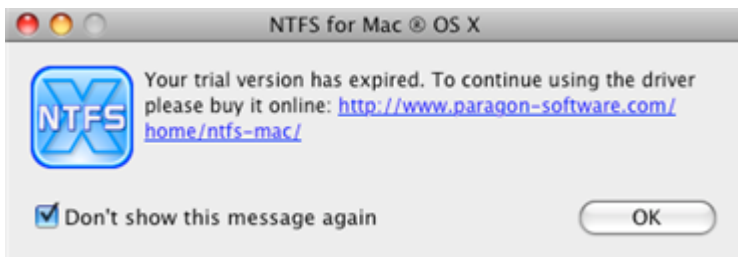 NTFS for Mac ® OS X
Your trial version has expired. To continue using the driver
please buy it online: http://www.paragon-software.com/
home/ntfs-mac/
NTFS
Don't show this message again
OK